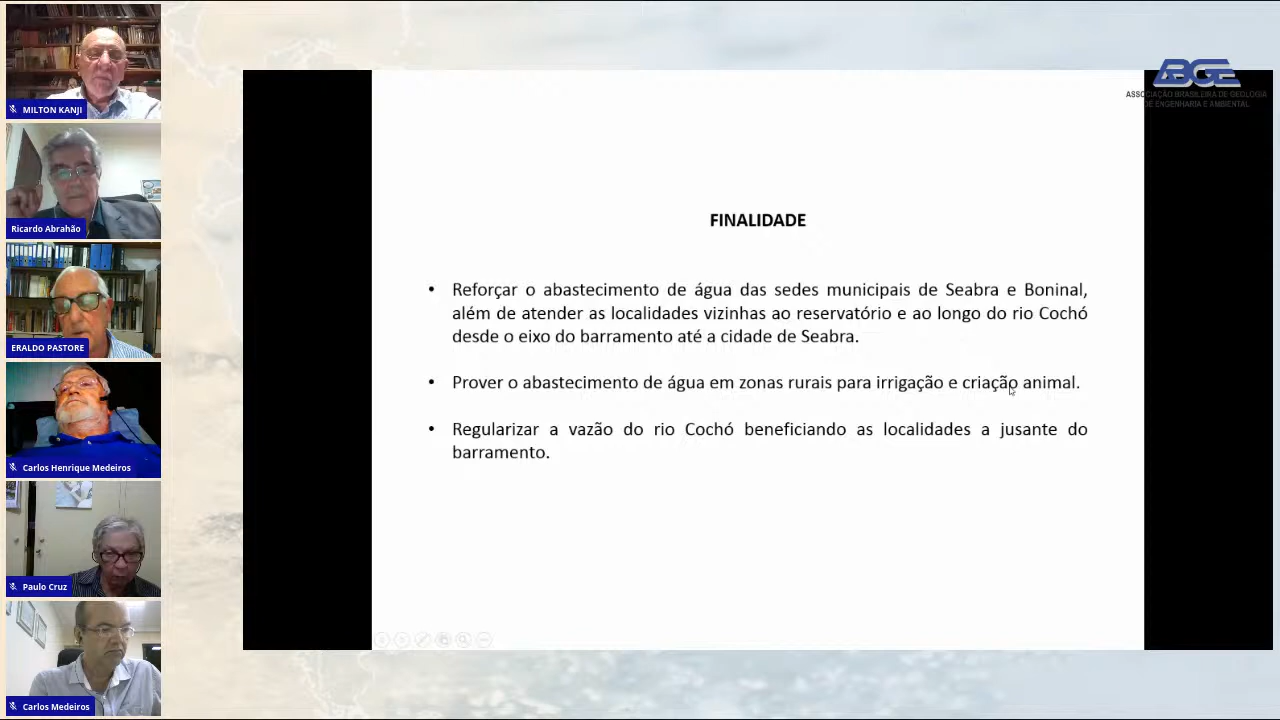 MILTON KANJI
Ricardo Abrahão
ERALDO PASTORE
Carlos Henrique Medeiros
Paulo Cruz
Carlos Medeiros
ABGE
ASSOCIAÇÃO BRASILEIRA DE GEOLOGIA
DE ENGENHARIA E AMBIENTAL
FINALIDADE
• Reforçar o abastecimento de água das sedes municipais de Seabra e Boninal,
além de atender as localidades vizinhas ao reservatório e ao longo do rio Cochó
desde o eixo do barramento até a cidade de Seabra.
• Prover o abastecimento de água em zonas rurais para irrigação e criação animal.
• Regularizar a vazão do rio Cochó beneficiando as localidades a jusante do
barramento.